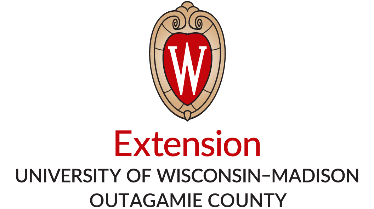 W
Extension
UNIVERSITY OF WISCONSIN–MADISON
OUTAGAMIE COUNTY